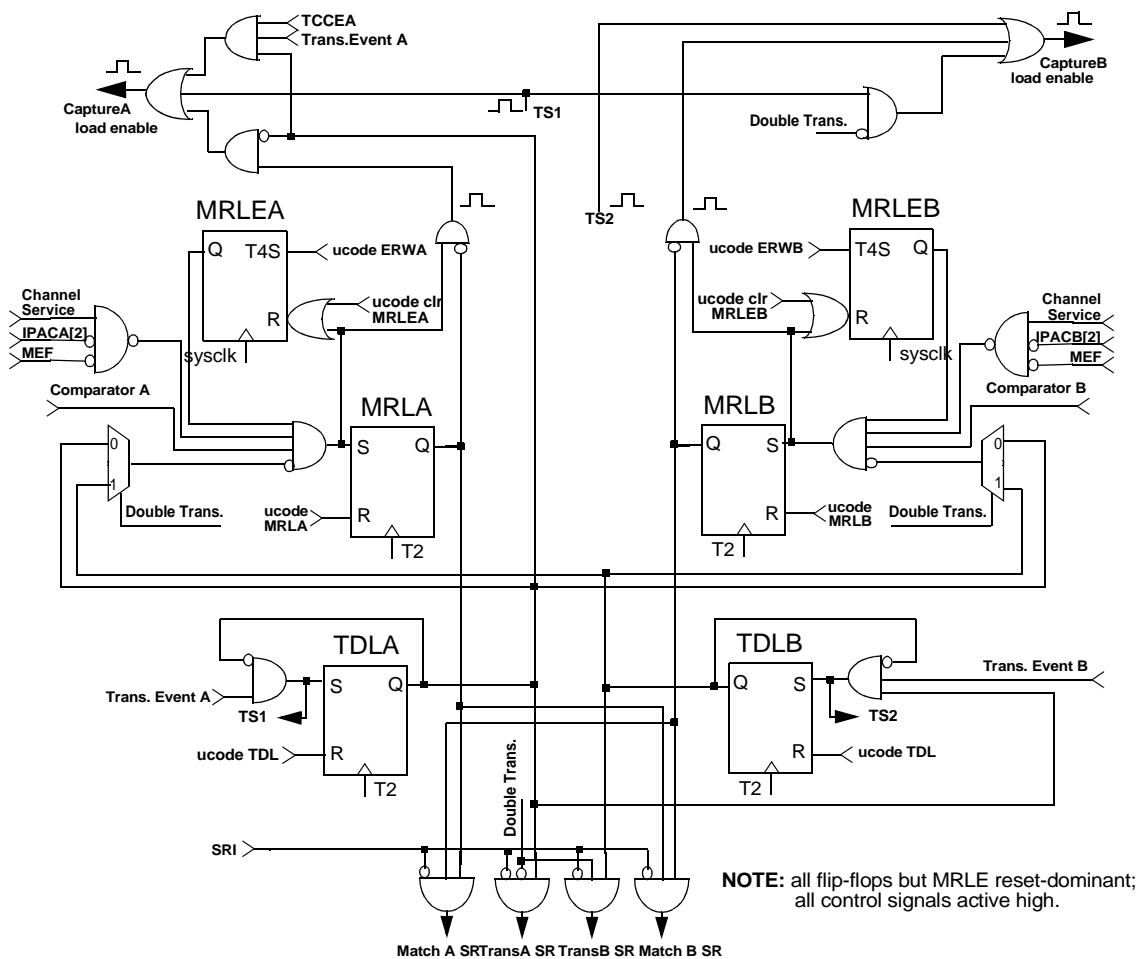 TCCEA
Trans.Event A
CaptureA
load enable
TS1
CaptureB
load enable
Double Trans.
TS2
MRLEA
Q
T4S
R
sysclk
ucode ERWA
ucode clr
MRLEA
MRLEB
ucode ERWB
T4S
Q
ucode clr
MRLEB
R
sysclk
Channel
Service
IPACA[2]
MEF
Channel
Service
IPACB[2]
MEF
Comparator A
Comparator B
MRLA
S
Q
R
T2
ucode
MRLA
0
1
Double Trans.
MRLB
Q
S
R
T2
ucode
MRLB
0
1
Double Trans.
TDLA
S
Q
R
T2
Trans. Event A
TS1
ucode TDL
TDLB
Q
S
R
T2
Trans. Event B
TS2
ucode TDL
Double Trans.
SRI
NOTE: all flip-flops but MRLE reset-dominant;
all control signals active high.
Match A SR
TransA SR
TransB SR
Match B SR